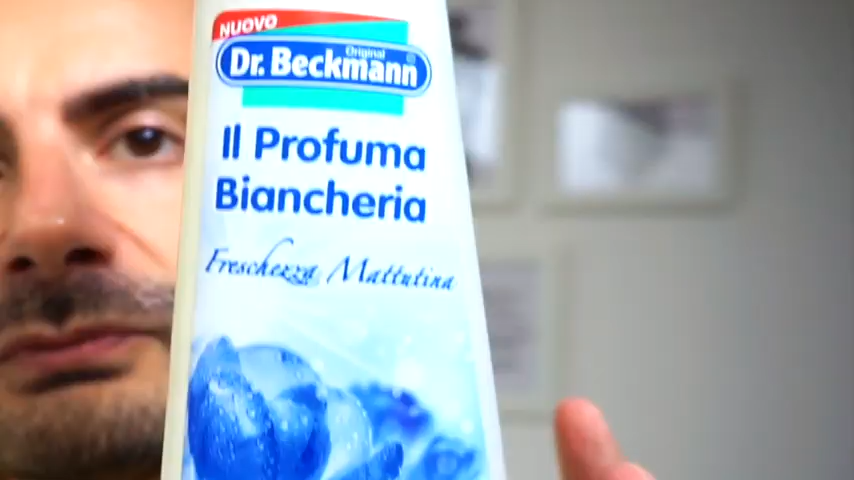 NUOVO
Original
Dr. Beckmann®
Il Profuma
Biancheria
Freschezza Mattutina